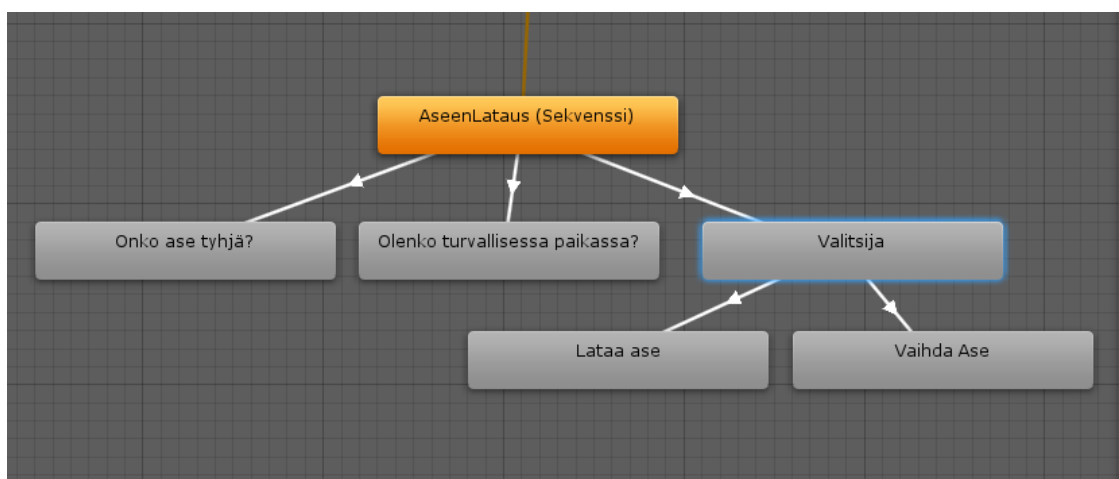 AseenLataus (Sekvenssi)
Onko ase tyhjä?
Olenko turvallisessa paikassa?
Valitsija
Lataa ase
Vaihda Ase